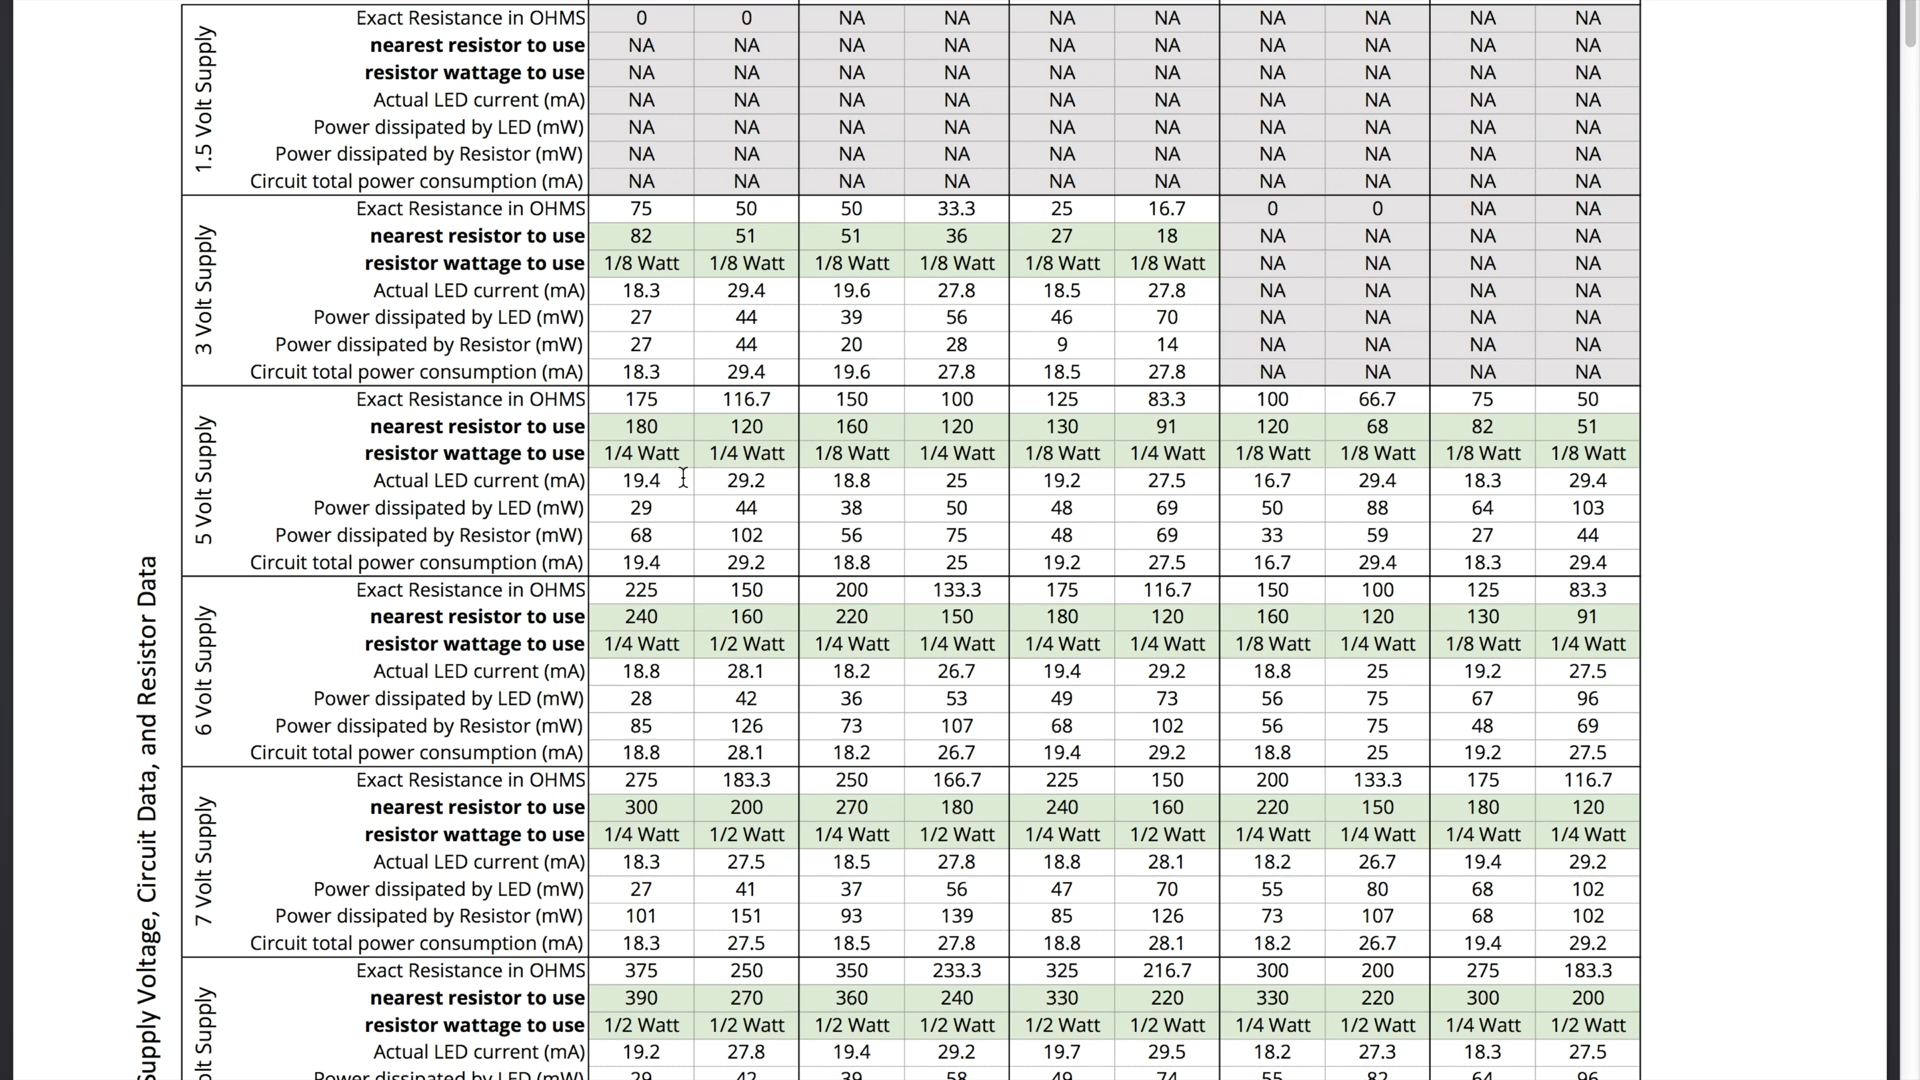 Supply Voltage, Circuit Data, and Resistor Data
1.5 Volt Supply
Exact Resistance in OHMS 0 0 NA NA NA NA NA NA NA NA
nearest resistor to use NA NA NA NA NA NA NA NA NA NA
resistor wattage to use NA NA NA NA NA NA NA NA NA NA
Actual LED current (mA) NA NA NA NA NA NA NA NA NA NA
Power dissipated by LED (mW) NA NA NA NA NA NA NA NA NA NA
Power dissipated by Resistor (mW) NA NA NA NA NA NA NA NA NA NA
Circuit total power consumption (mA) NA NA NA NA NA NA NA NA NA NA
3 Volt Supply
Exact Resistance in OHMS 75 50 50 33.3 25 16.7 0 0 NA NA
nearest resistor to use 82 51 51 36 27 18 NA NA NA NA
resistor wattage to use 1/8 Watt 1/8 Watt 1/8 Watt 1/8 Watt 1/8 Watt 1/8 Watt NA NA NA NA
Actual LED current (mA) 18.3 29.4 19.6 27.8 18.5 27.8 NA NA NA NA
Power dissipated by LED (mW) 27 44 39 56 46 70 NA NA NA NA
Power dissipated by Resistor (mW) 27 44 20 28 9 14 NA NA NA NA
Circuit total power consumption (mA) 18.3 29.4 19.6 27.8 18.5 27.8 NA NA NA NA
5 Volt Supply
Exact Resistance in OHMS 175 116.7 150 100 125 83.3 100 66.7 75 50
nearest resistor to use 180 120 160 120 130 91 120 68 82 51
resistor wattage to use 1/4 Watt 1/4 Watt 1/8 Watt 1/4 Watt 1/8 Watt 1/4 Watt 1/8 Watt 1/8 Watt 1/8 Watt 1/8 Watt
Actual LED current (mA) 19.4 29.2 18.8 25 19.2 27.5 16.7 29.4 18.3 29.4
Power dissipated by LED (mW) 29 44 38 50 48 69 50 88 64 103
Power dissipated by Resistor (mW) 68 102 56 75 48 69 33 59 27 44
Circuit total power consumption (mA) 19.4 29.2 18.8 25 19.2 27.5 16.7 29.4 18.3 29.4
6 Volt Supply
Exact Resistance in OHMS 225 150 200 133.3 175 116.7 150 100 125 83.3
nearest resistor to use 240 160 220 150 180 120 160 120 130 91
resistor wattage to use 1/4 Watt 1/2 Watt 1/4 Watt 1/4 Watt 1/4 Watt 1/4 Watt 1/8 Watt 1/4 Watt 1/8 Watt 1/4 Watt
Actual LED current (mA) 18.8 28.1 18.2 26.7 19.4 29.2 18.8 25 19.2 27.5
Power dissipated by LED (mW) 28 42 36 53 49 73 56 75 67 96
Power dissipated by Resistor (mW) 85 126 73 107 68 102 56 75 48 69
Circuit total power consumption (mA) 18.8 28.1 18.2 26.7 19.4 29.2 18.8 25 19.2 27.5
7 Volt Supply
Exact Resistance in OHMS 275 183.3 250 166.7 225 150 200 133.3 175 116.7
nearest resistor to use 300 200 270 180 240 160 220 150 180 120
resistor wattage to use 1/4 Watt 1/2 Watt 1/4 Watt 1/2 Watt 1/4 Watt 1/2 Watt 1/4 Watt 1/4 Watt 1/4 Watt 1/4 Watt
Actual LED current (mA) 18.3 27.5 18.5 27.8 18.8 28.1 18.2 26.7 19.4 29.2
Power dissipated by LED (mW) 27 41 37 56 47 70 55 80 68 102
Power dissipated by Resistor (mW) 101 151 93 139 85 126 73 107 68 102
Circuit total power consumption (mA) 18.3 27.5 18.5 27.8 18.8 28.1 18.2 26.7 19.4 29.2
olt Supply
Exact Resistance in OHMS 375 250 350 233.3 325 216.7 300 200 275 183.3
nearest resistor to use 390 270 360 240 330 220 330 220 300 200
resistor wattage to use 1/2 Watt 1/2 Watt 1/2 Watt 1/2 Watt 1/2 Watt 1/2 Watt 1/4 Watt 1/2 Watt 1/4 Watt 1/2 Watt
Actual LED current (mA) 19.2 27.8 19.4 29.2 19.7 29.5 18.2 27.3 18.3 27.5
Power dissipated by LED (mW) 29 42 39 58 49 74 55 82 64 96